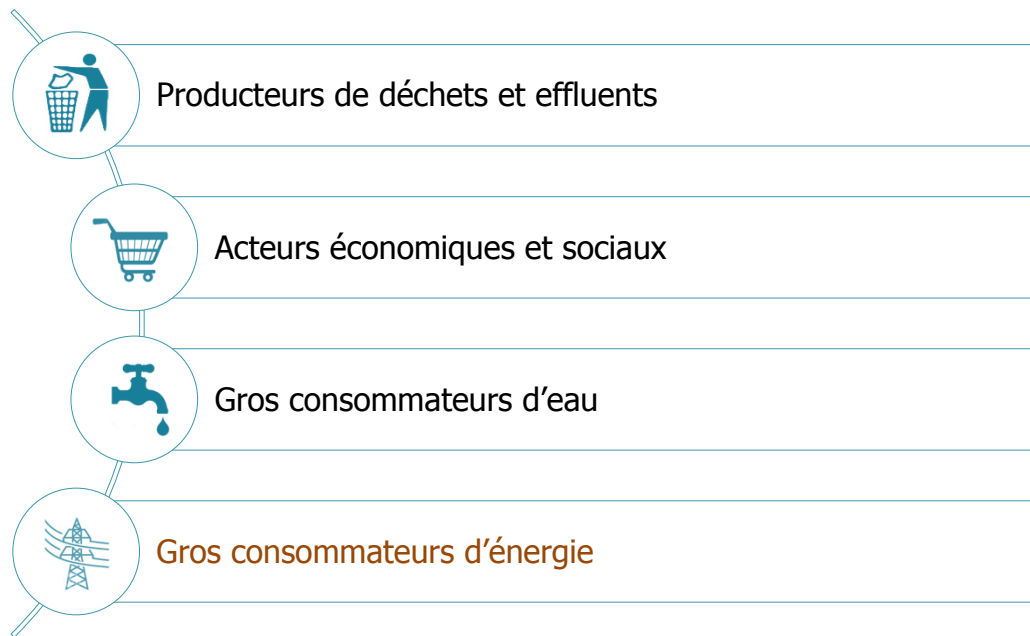 Producteurs de déchets et effluents
Acteurs économiques et sociaux
Gros consommateurs d’eau
Gros consommateurs d’énergie